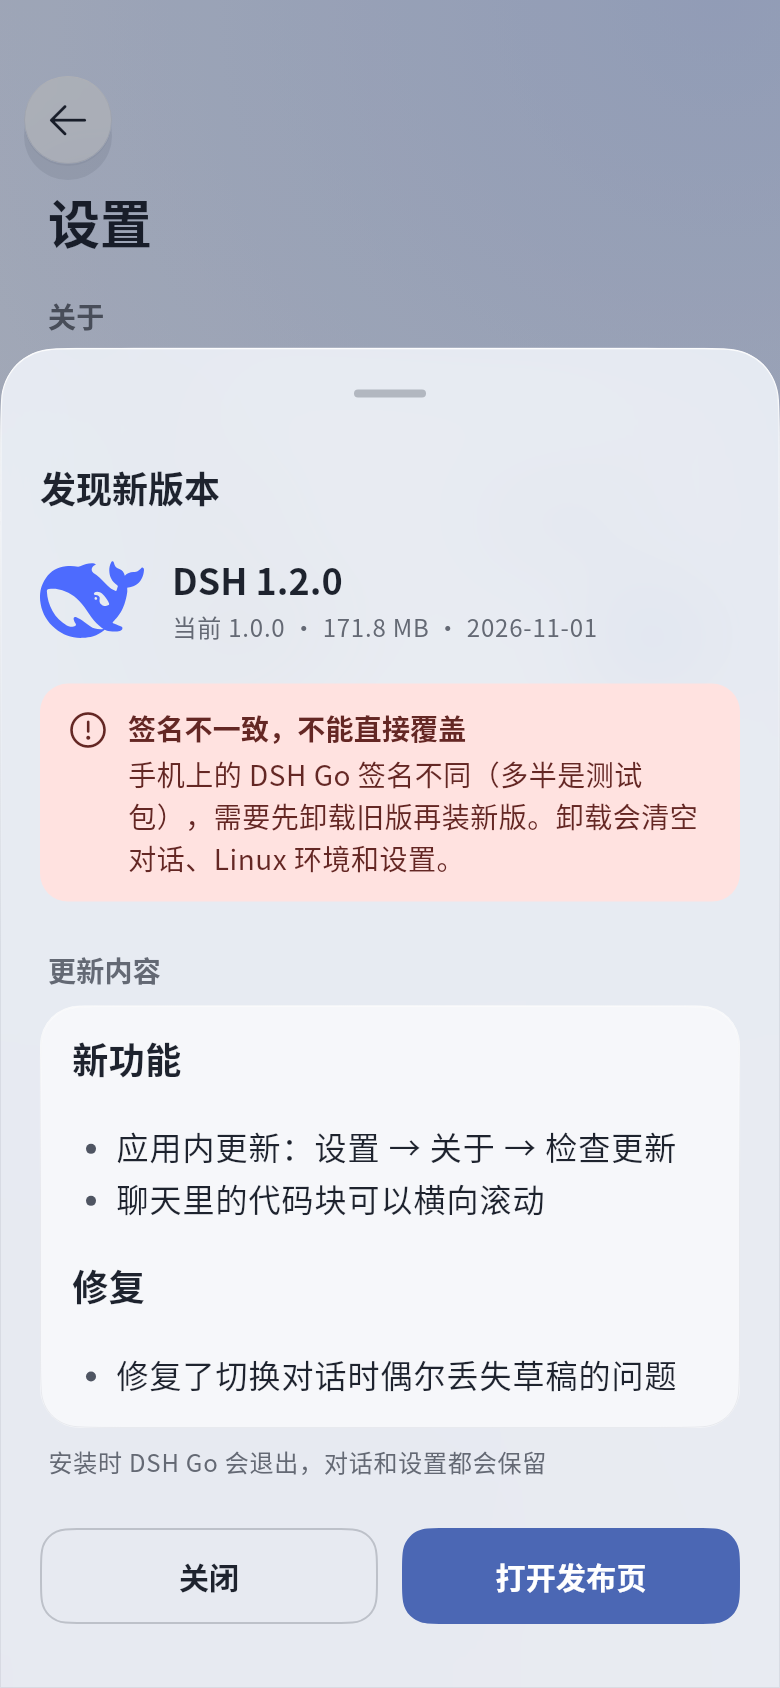 设置
关于
发现新版本
DSH 1.2.0
当前 1.0.0 · 171.8 MB · 2026-11-01
签名不一致，不能直接覆盖
手机上的 DSH Go 签名不同（多半是测试
包），需要先卸载旧版再装新版。卸载会清空
对话、Linux 环境和设置。
更新内容
新功能
• 应用内更新：设置 → 关于 → 检查更新
• 聊天里的代码块可以横向滚动
修复
• 修复了切换对话时偶尔丢失草稿的问题
安装时 DSH Go 会退出，对话和设置都会保留
关闭
打开发布页